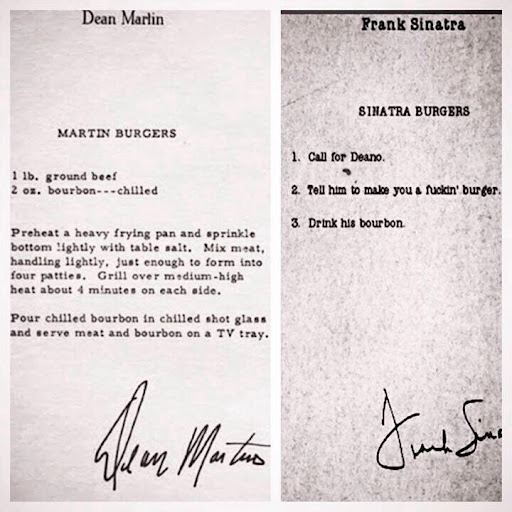 Dean Martin
MARTIN BURGERS
1 lb. ground beef
2 oz. bourbon---chilled
Preheat a heavy frying pan and sprinkle
bottom lightly with table salt. Mix meat,
handling lightly, just enough to form into
four patties. Grill over medium-high
heat about 4 minutes on each side.
Pour chilled bourbon in chilled shot glass
and serve meat and bourbon on a TV tray.
Dean Martin
Frank Sinatra
SINATRA BURGERS
1. Call for Deano.
2. Tell him to make you a fuckin' burger.
3. Drink his bourbon.
Frank Sina